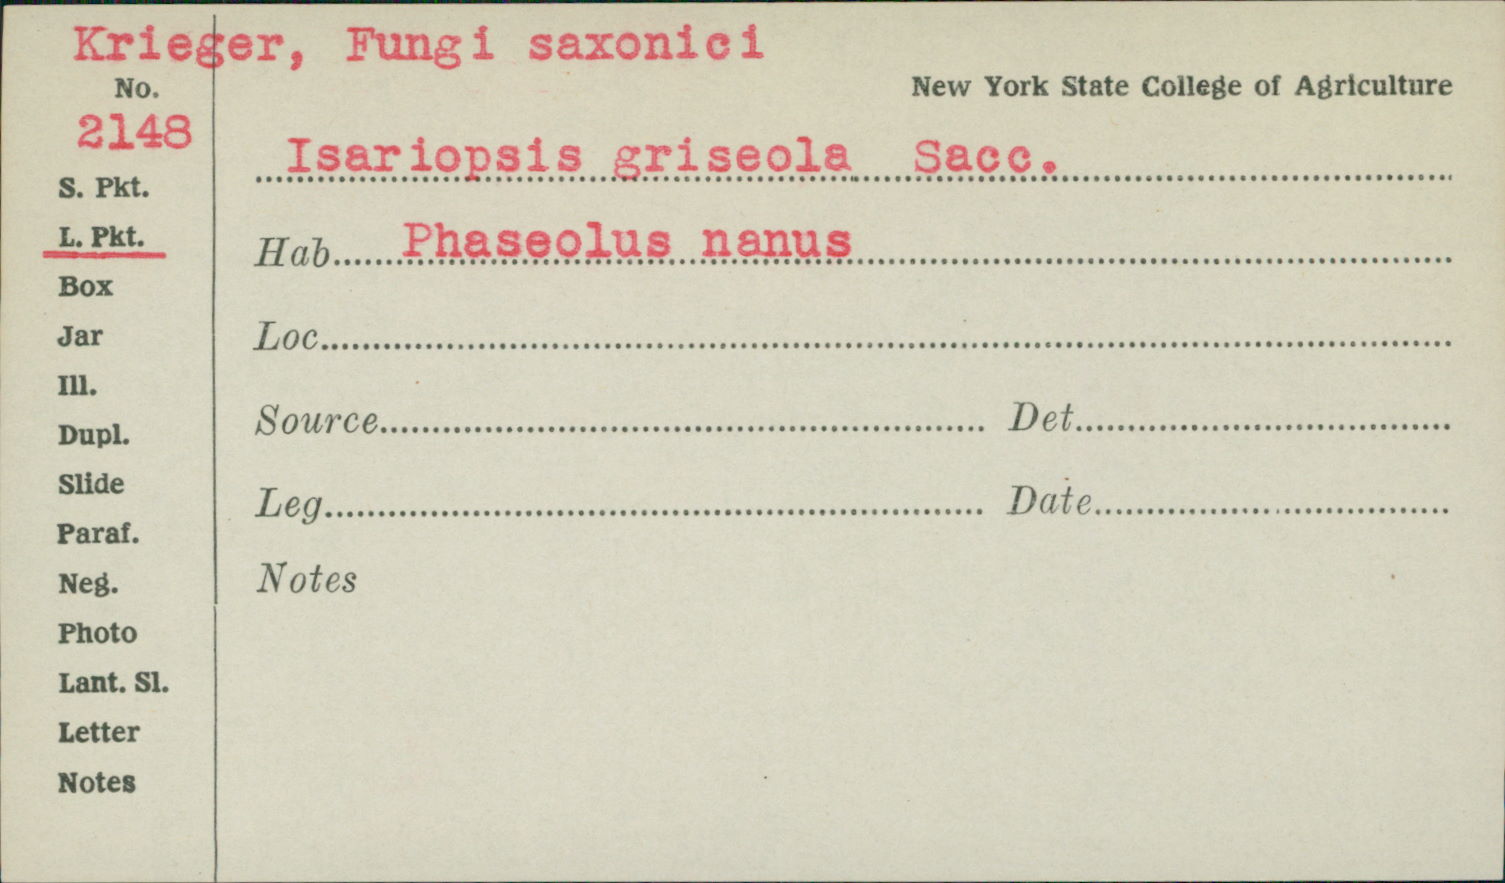 Krieger, Fungi saxonici
No.
New York State College of Agriculture
2148
Isariopsis griseola Sacc.
S. Pkt.
L. Pkt.
Hab. Phaseolus nanus
Box
Jar
Loc.
Ill.
Dupl.
Source Det.
Slide
Leg. Date
Paraf.
Neg.
Notes
Photo
Lant. Sl.
Letter
Notes